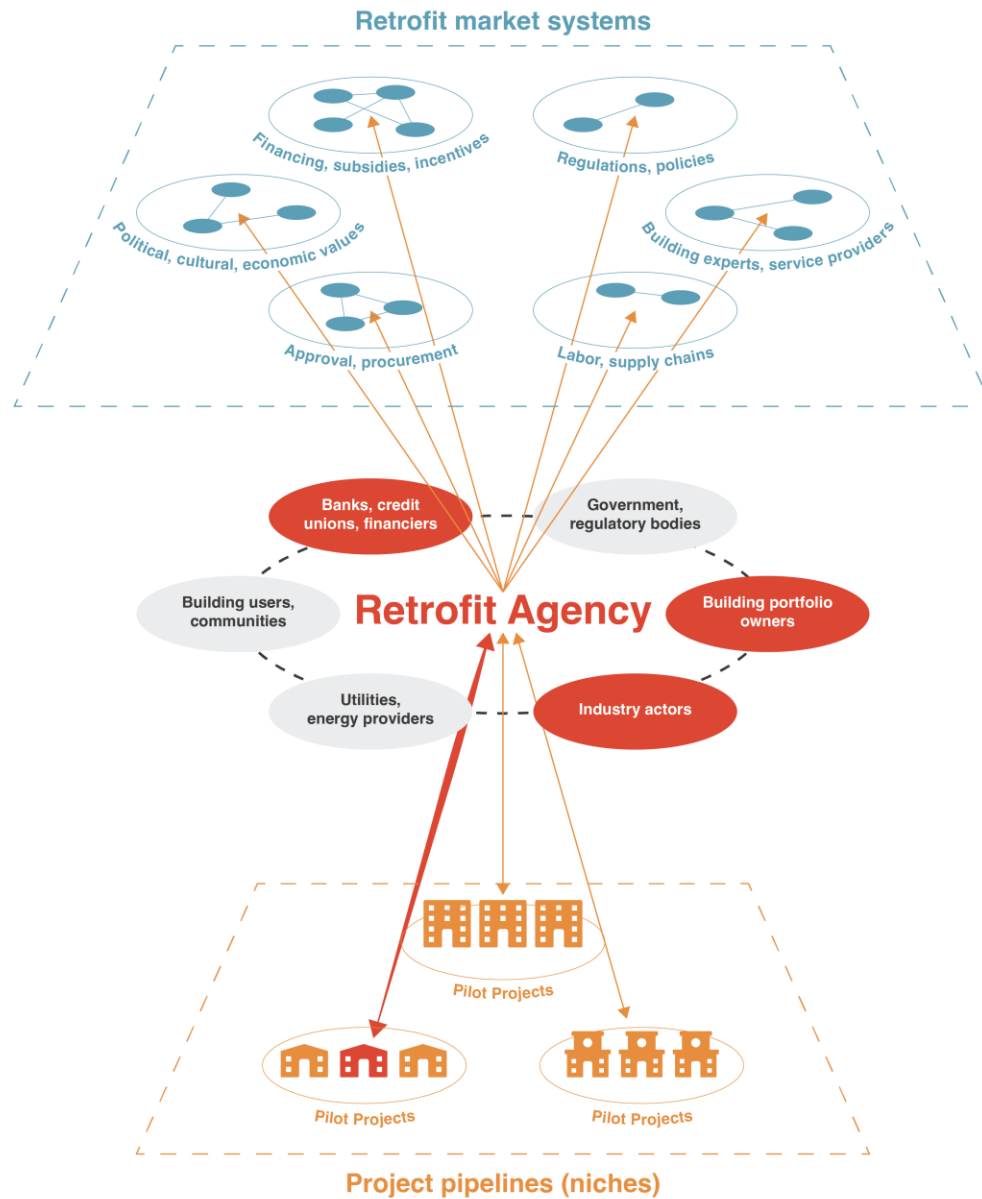 Retrofit market systems
Financing, subsidies, incentives
Regulations, policies
Political, cultural, economic values
Building experts, service providers
Approval, procurement
Labor, supply chains
Banks, credit
unions, financiers
Government,
regulatory bodies
Building users,
communities
Retrofit Agency
Building portfolio
owners
Utilities,
energy providers
Industry actors
Pilot Projects
Pilot Projects
Pilot Projects
Project pipelines (niches)